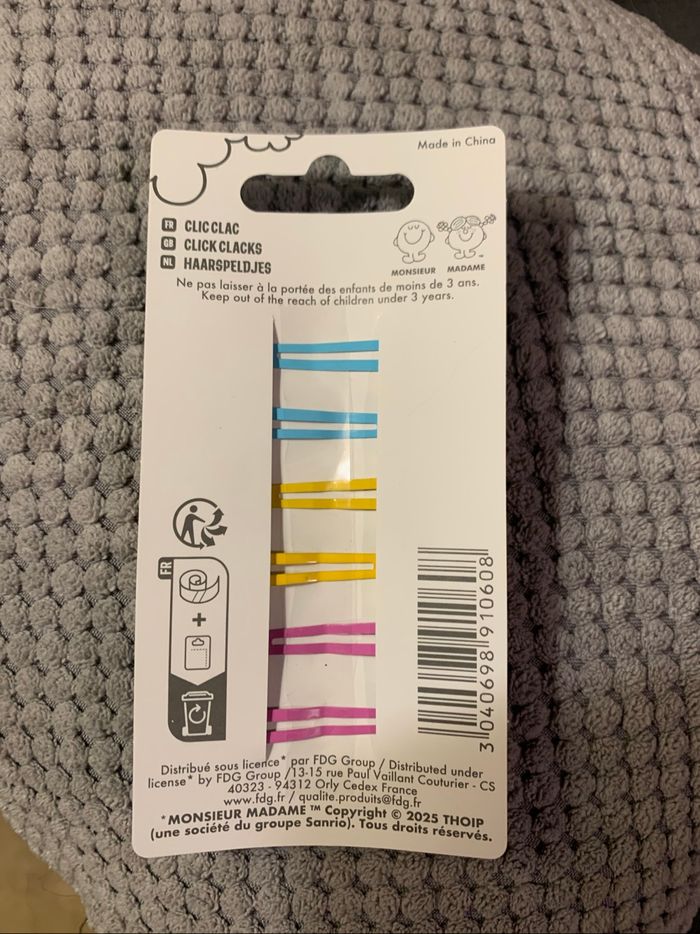 Made in China
FR CLIC CLAC
GB CLICK CLACKS
NL HAARSPELDJES
MONSIEUR MADAME ™
Ne pas laisser à la portée des enfants de moins de 3 ans.
Keep out of the reach of children under 3 years.
FR
+
3 040698 910608
Distribué sous licence* par FDG Group / Distributed under
license* by FDG Group /13-15 rue Paul Vaillant Couturier - CS
40323 - 94312 Orly Cedex France
www.fdg.fr / qualite.produits@fdg.fr
*MONSIEUR MADAME ™ Copyright © 2025 THOIP
(une société du groupe Sanrio). Tous droits réservés.